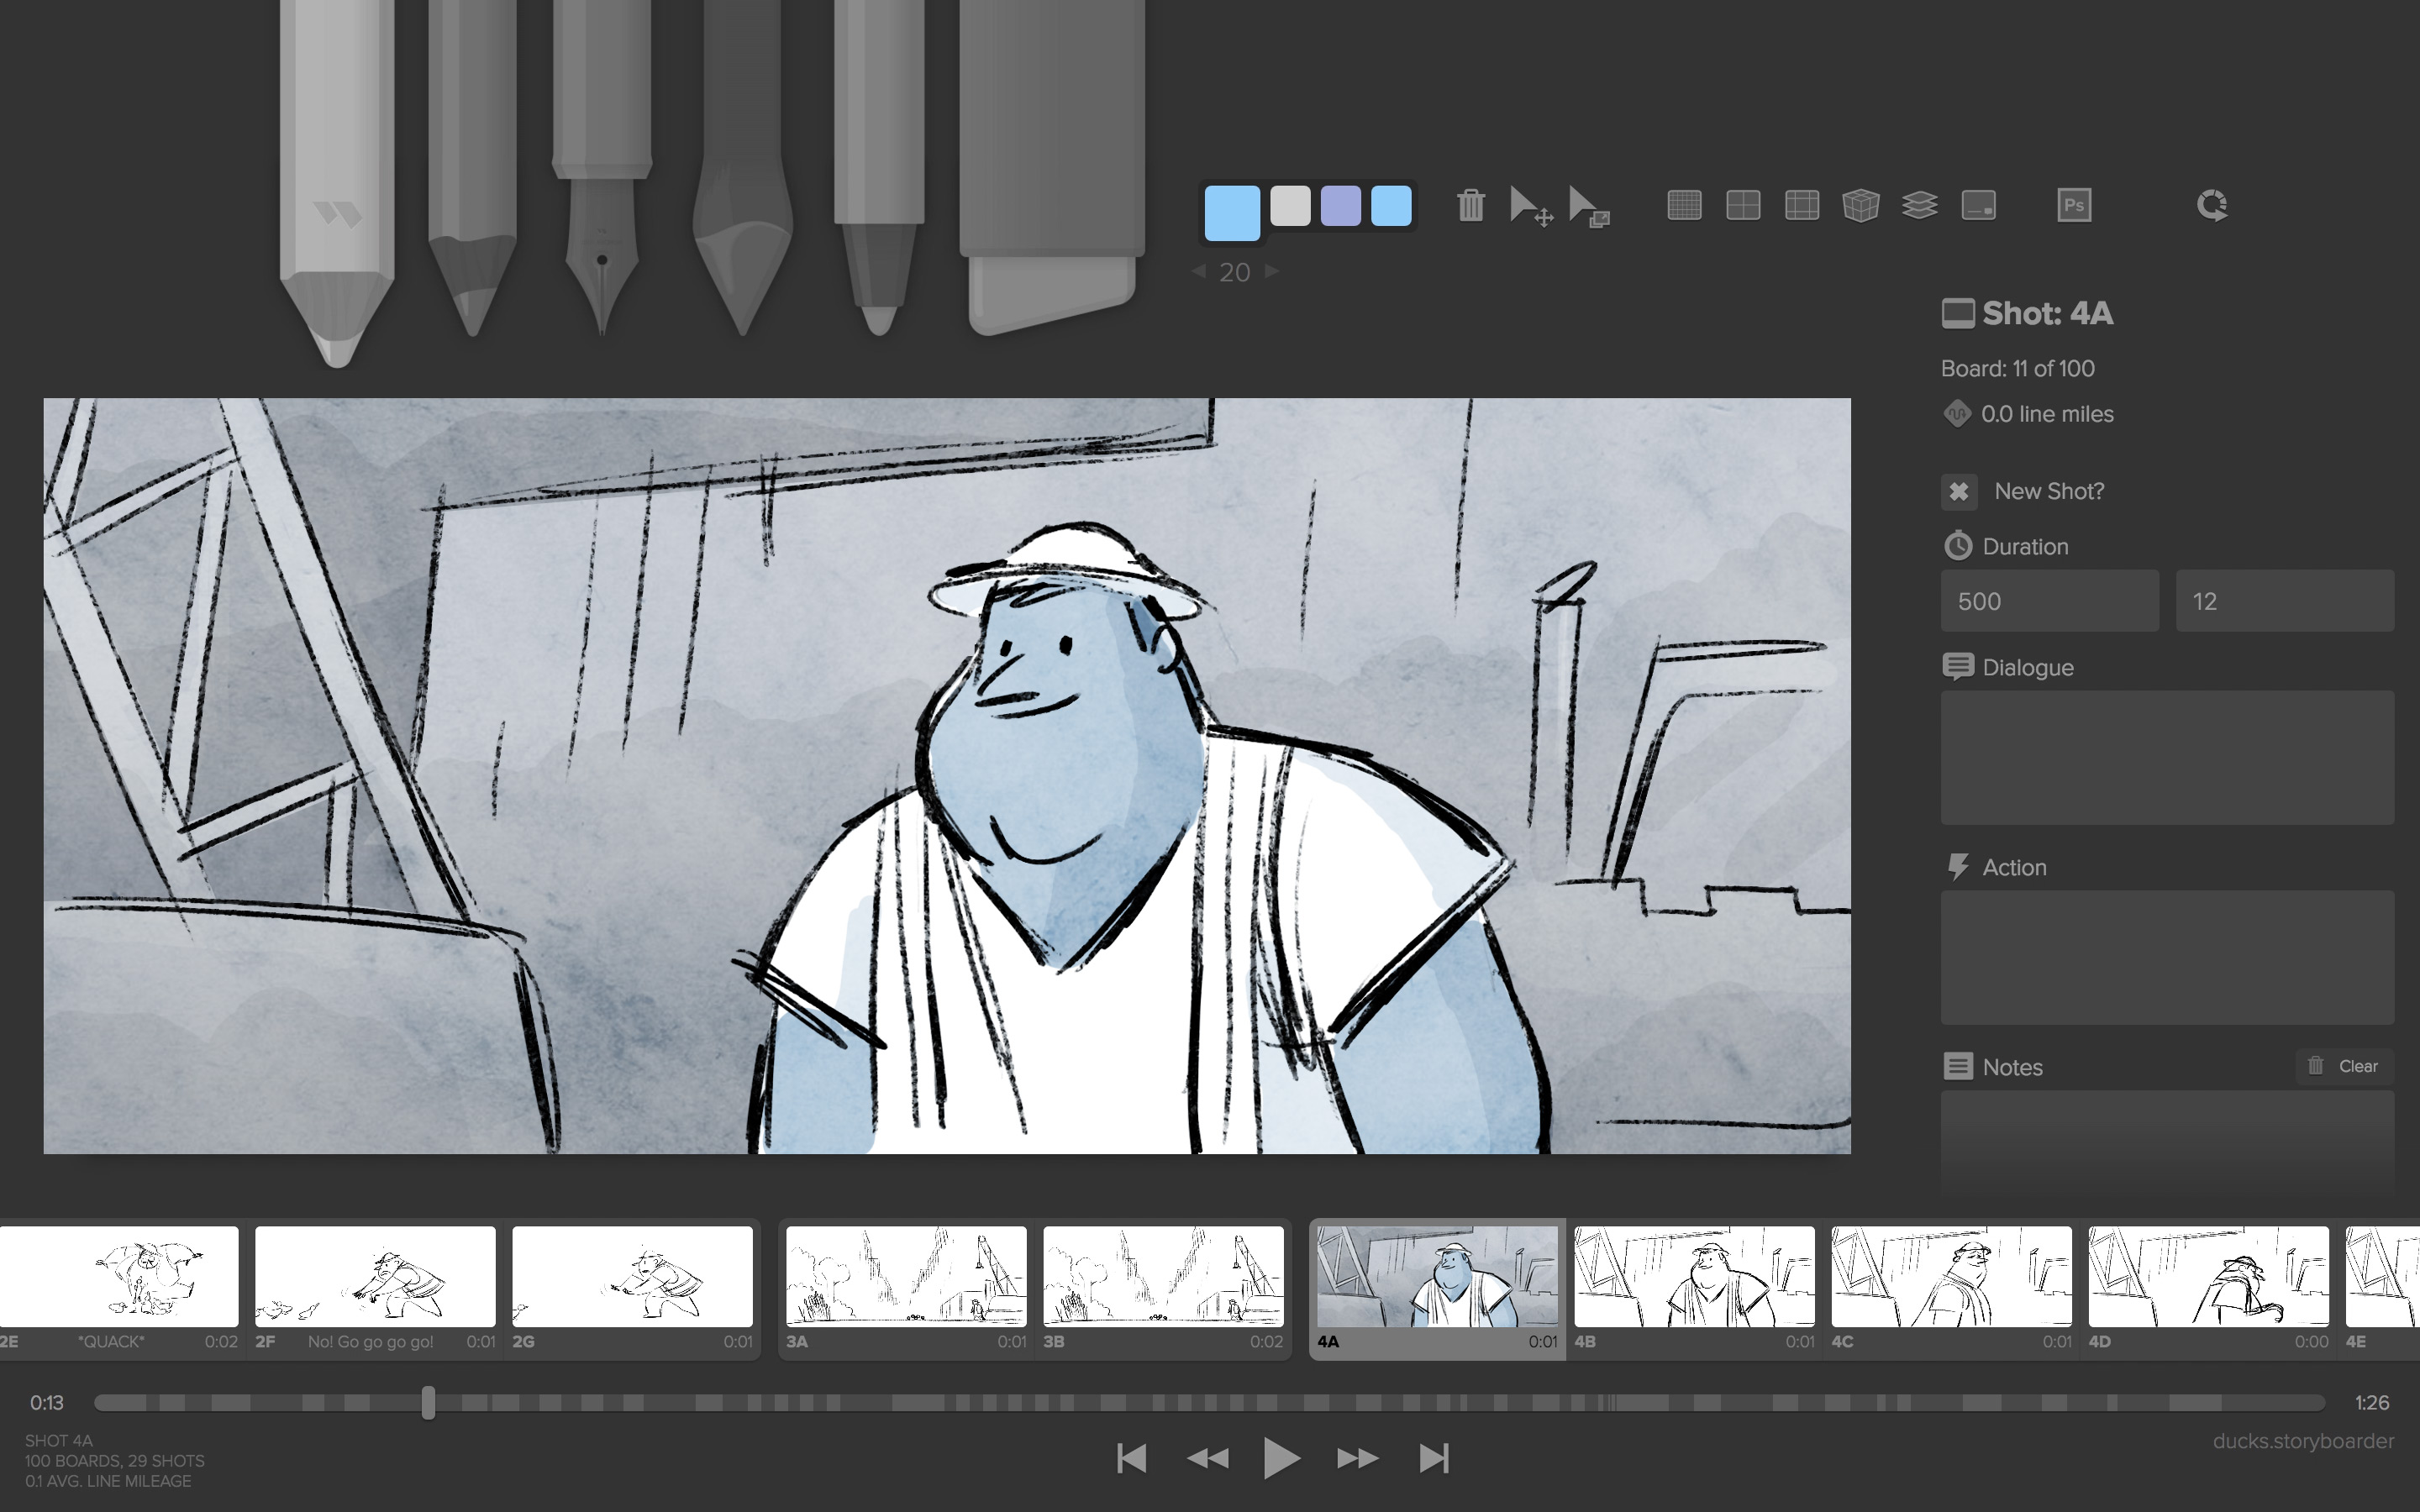 Ps
20
Shot: 4A
Board: 11 of 100
0.0 line miles
New Shot?
Duration
500 12
Dialogue
Action
Notes Clear
2E *QUACK* 0:02 2F No! Go go go go! 0:01 2G 0:01 3A 0:01 3B 0:02 4A 0:01 4B 0:01 4C 0:01 4D 0:00 4E
0:13 1:26
SHOT 4A
100 BOARDS, 29 SHOTS
0.1 AVG. LINE MILEAGE
ducks.storyboarder